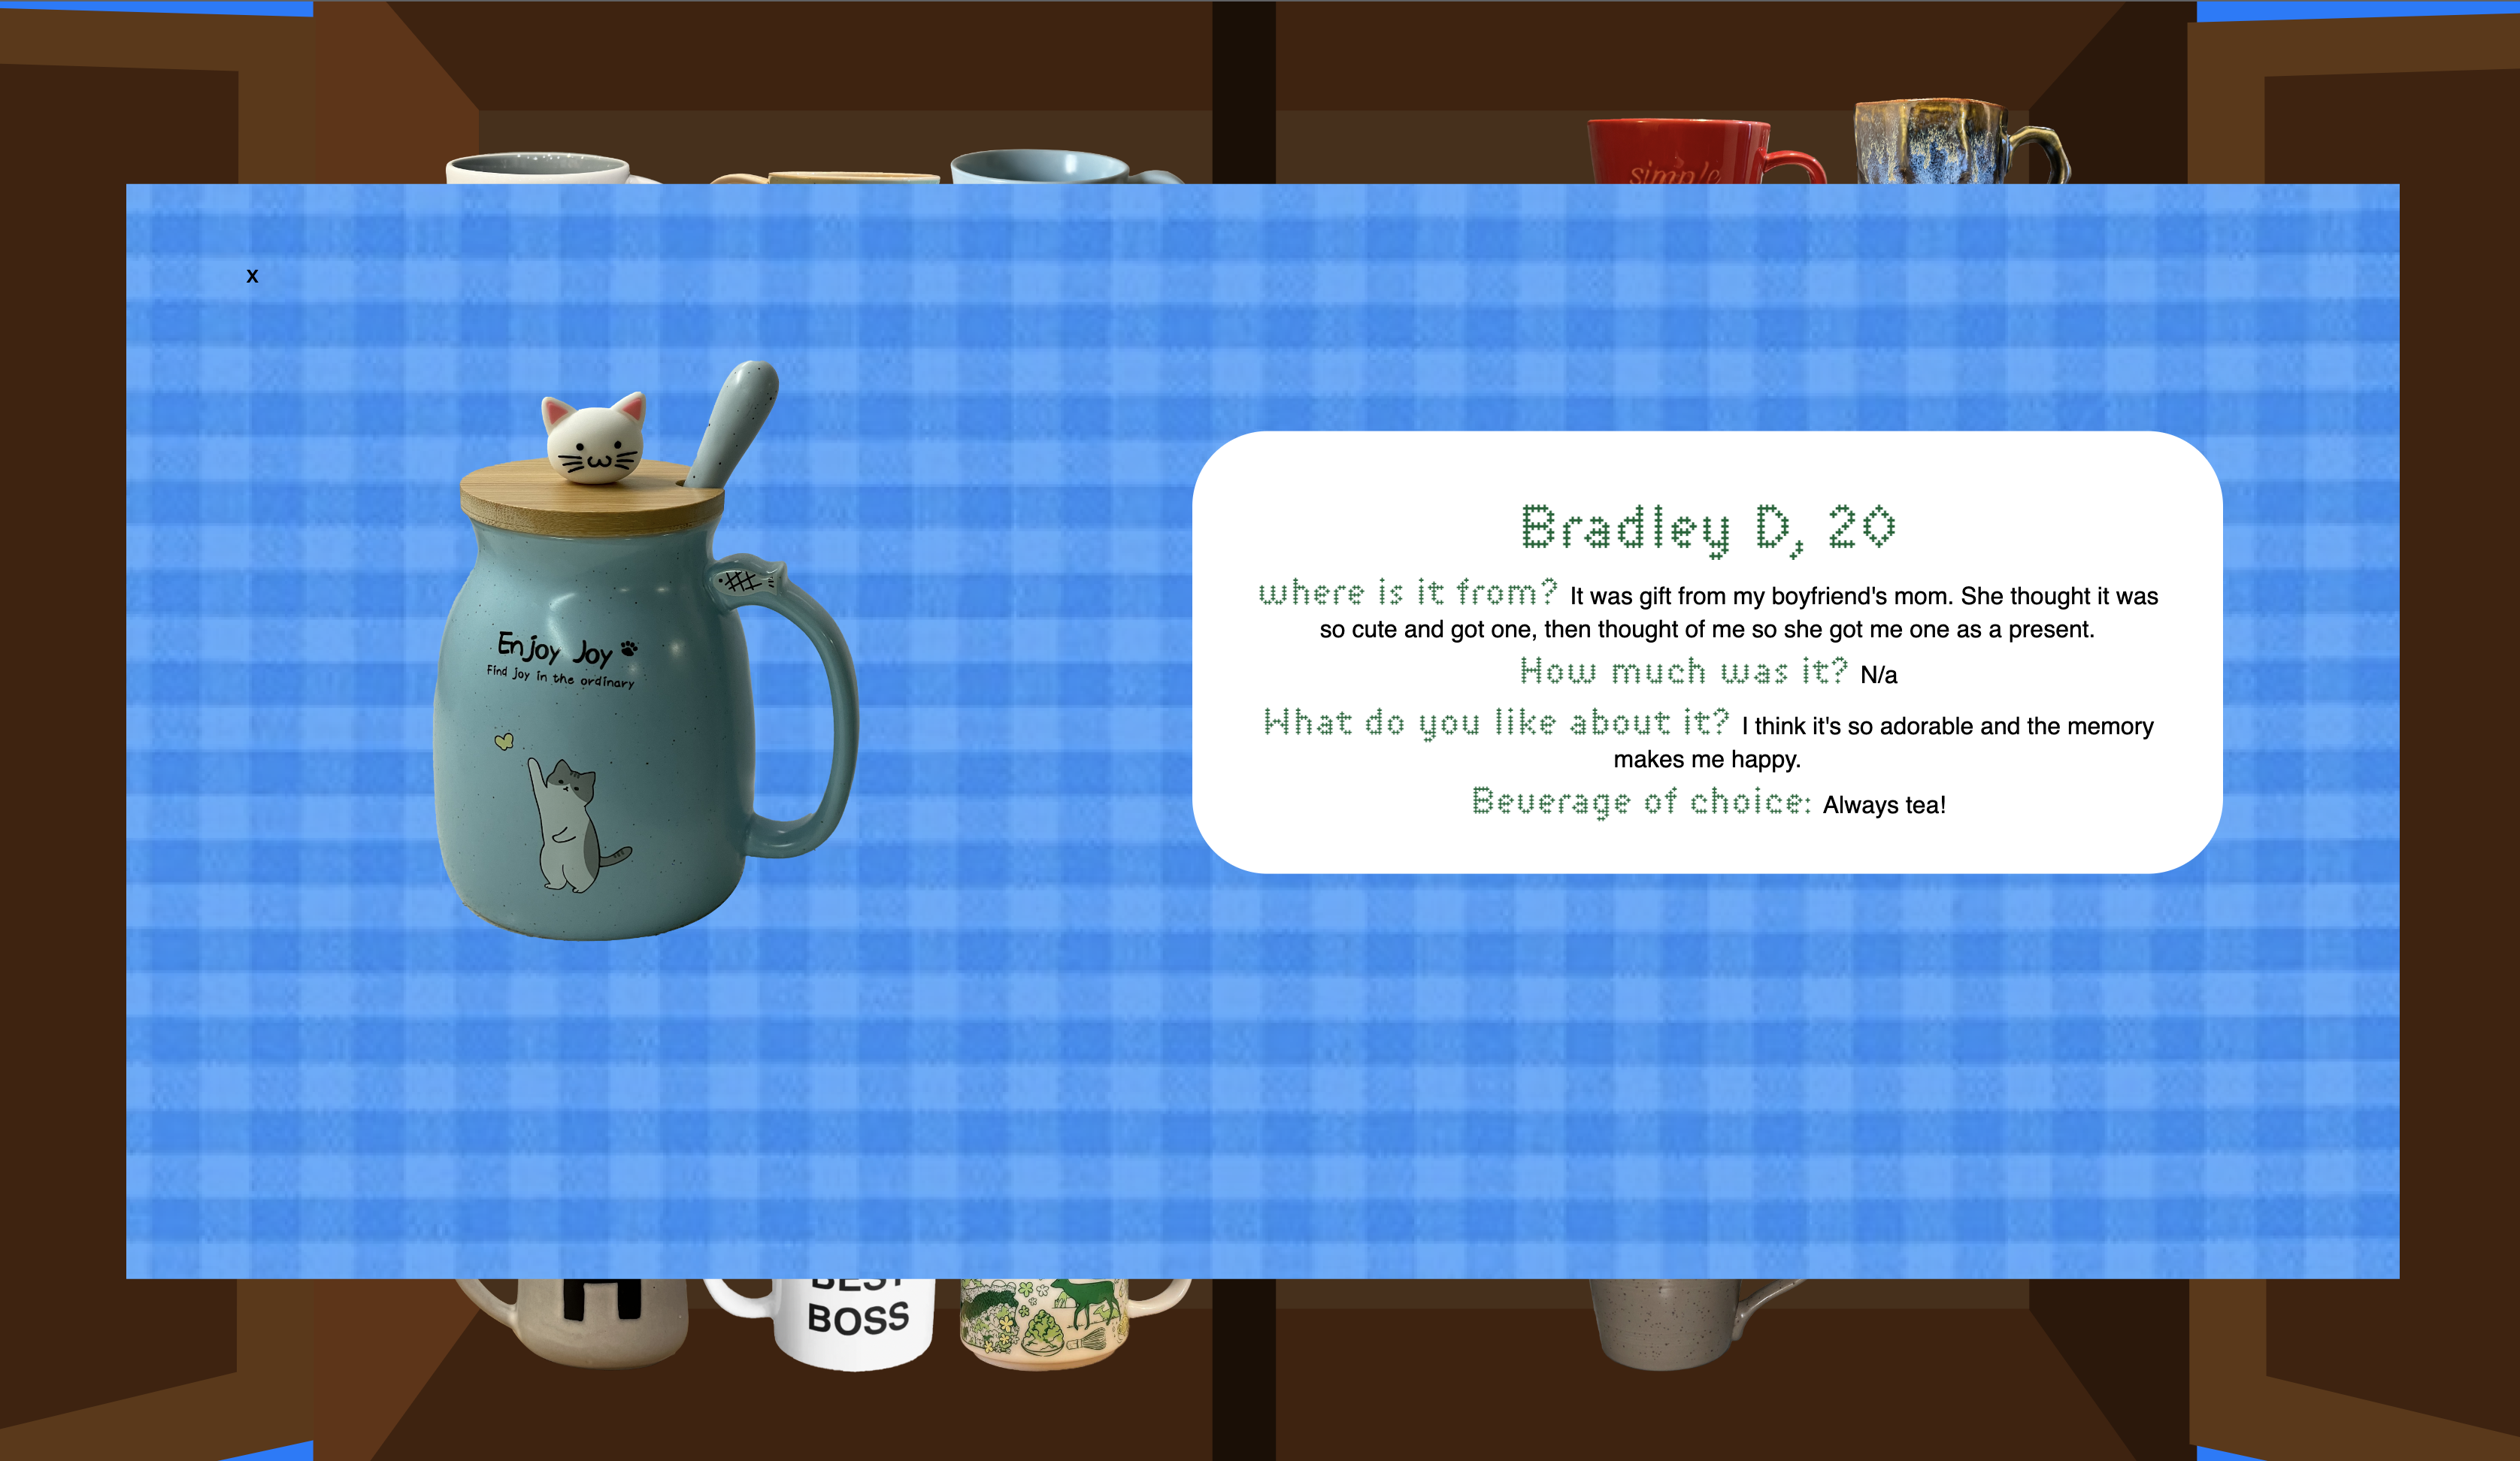 simple
x
Enjoy Joy
Find joy in the ordinary
Bradley D, 20
where is it from? It was gift from my boyfriend's mom. She thought it was
so cute and got one, then thought of me so she got me one as a present.
How much was it? N/a
What do you like about it? I think it's so adorable and the memory
makes me happy.
Beverage of choice: Always tea!
BEST
BOSS